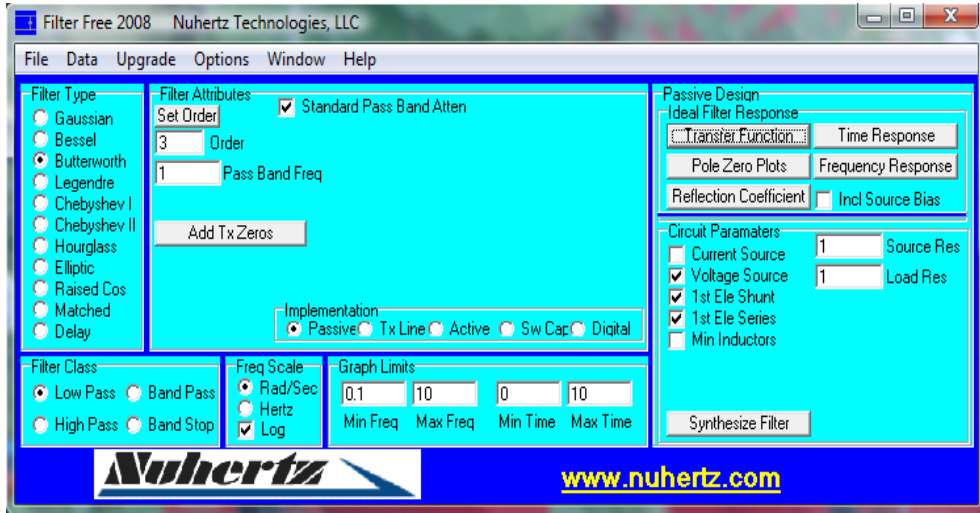 Filter Free 2008 Nuhertz Technologies, LLC
File Data Upgrade Options Window Help
Filter Type
Gaussian
Bessel
Butterworth
Legendre
Chebyshev I
Chebyshev II
Hourglass
Elliptic
Raised Cos
Matched
Delay
Filter Attributes
Set Order
Standard Pass Band Atten
3 Order
1 Pass Band Freq
Add Tx Zeros
Implementation
Passive Tx Line Active Sw Cap Digital
Passive Design
Ideal Filter Response
Transfer Function Time Response
Pole Zero Plots Frequency Response
Reflection Coefficient Incl Source Bias
Circuit Paramaters
Current Source
Voltage Source
1st Ele Shunt
1st Ele Series
Min Inductors
1 Source Res
1 Load Res
Synthesize Filter
Filter Class
Low Pass Band Pass
High Pass Band Stop
Freq Scale
Rad/Sec
Hertz
Log
Graph Limits
0.1 10 0 10
Min Freq Max Freq Min Time Max Time
Nuhertz
www.nuhertz.com